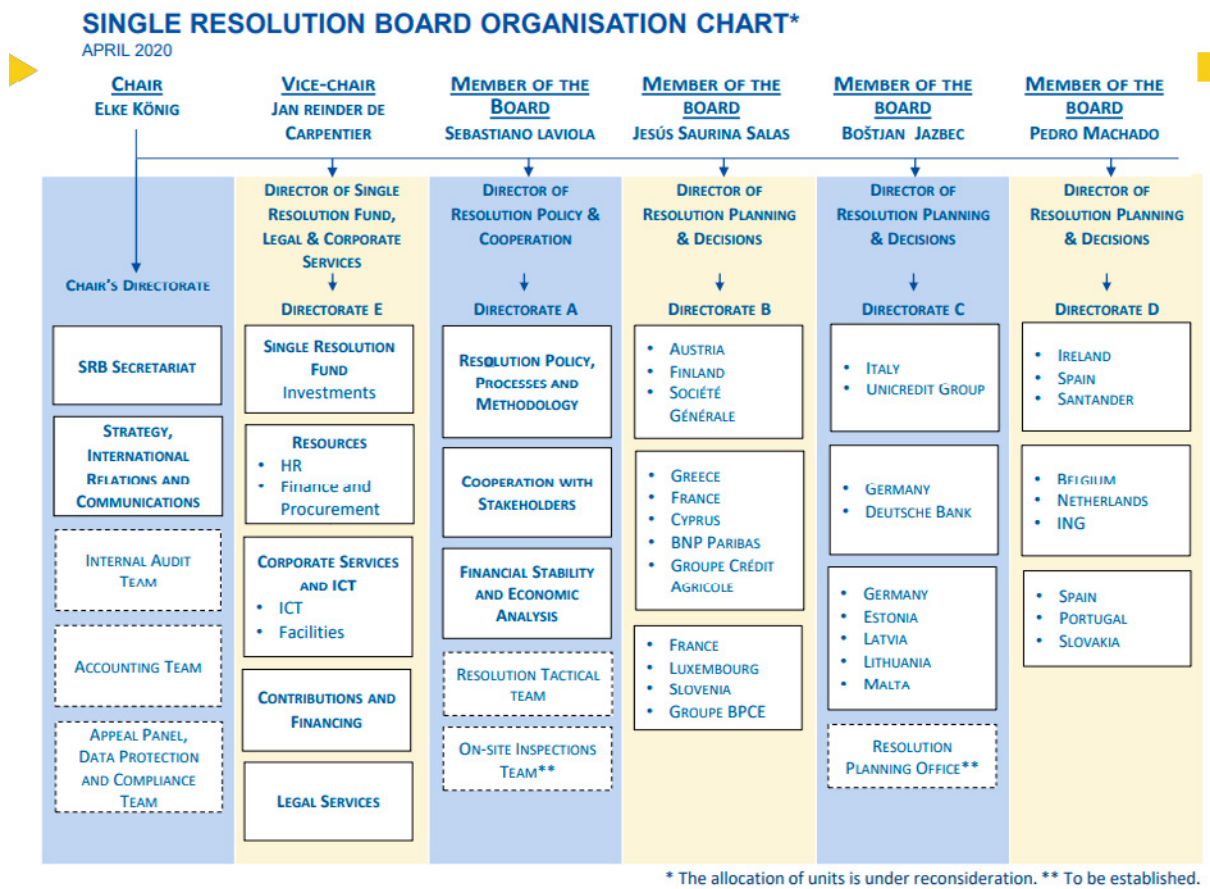 SINGLE RESOLUTION BOARD ORGANISATION CHART*
APRIL 2020
CHAIR
ELKE KÖNIG
VICE-CHAIR
JAN REINDER DE
CARPENTIER
MEMBER OF THE
BOARD
SEBASTIANO LAVIOLA
MEMBER OF THE
BOARD
JESÚS SAURINA SALAS
MEMBER OF THE
BOARD
BOŠTJAN JAZBEC
MEMBER OF THE
BOARD
PEDRO MACHADO
CHAIR'S DIRECTORATE
SRB SECRETARIAT
STRATEGY,
INTERNATIONAL
RELATIONS AND
COMMUNICATIONS
INTERNAL AUDIT
TEAM
ACCOUNTING TEAM
APPEAL PANEL,
DATA PROTECTION
AND COMPLIANCE
TEAM
DIRECTOR OF SINGLE
RESOLUTION FUND,
LEGAL & CORPORATE
SERVICES
DIRECTORATE E
SINGLE RESOLUTION
FUND
Investments
RESOURCES
• HR
• Finance and
Procurement
CORPORATE SERVICES
AND ICT
• ICT
• Facilities
CONTRIBUTIONS AND
FINANCING
LEGAL SERVICES
DIRECTOR OF
RESOLUTION POLICY &
COOPERATION
DIRECTORATE A
RESOLUTION POLICY,
PROCESSES AND
METHODOLOGY
COOPERATION WITH
STAKEHOLDERS
FINANCIAL STABILITY
AND ECONOMIC
ANALYSIS
RESOLUTION TACTICAL
TEAM
ON-SITE INSPECTIONS
TEAM**
DIRECTOR OF
RESOLUTION PLANNING
& DECISIONS
DIRECTORATE B
• AUSTRIA
• FINLAND
• SOCIÉTÉ
GÉNÉRALE
• GREECE
• FRANCE
• CYPRUS
• BNP PARIBAS
• GROUPE CRÉDIT
AGRICOLE
• FRANCE
• LUXEMBOURG
• SLOVENIA
• GROUPE BPCE
DIRECTOR OF
RESOLUTION PLANNING
& DECISIONS
DIRECTORATE C
• ITALY
• UNICREDIT GROUP
• GERMANY
• DEUTSCHE BANK
• GERMANY
• ESTONIA
• LATVIA
• LITHUANIA
• MALTA
RESOLUTION
PLANNING OFFICE**
DIRECTOR OF
RESOLUTION PLANNING
& DECISIONS
DIRECTORATE D
• IRELAND
• SPAIN
• SANTANDER
• BELGIUM
• NETHERLANDS
• ING
• SPAIN
• PORTUGAL
• SLOVAKIA
* The allocation of units is under reconsideration. ** To be established.